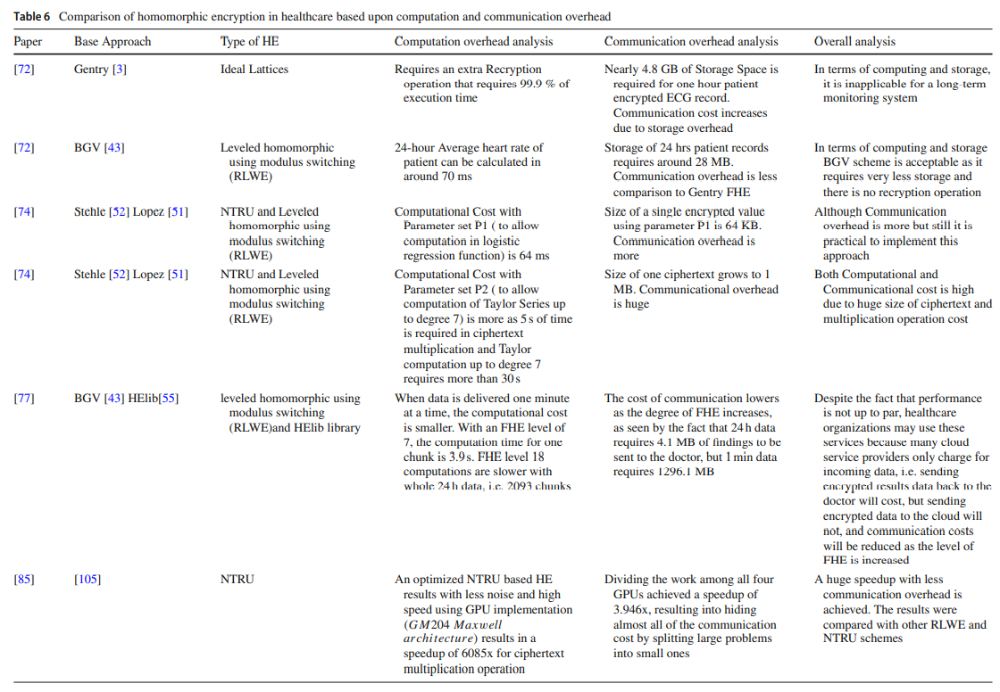 Table 6 Comparison of homomorphic encryption in healthcare based upon computation and communication overhead
Paper Base Approach Type of HE Computation overhead analysis Communication overhead analysis Overall analysis
[72] Gentry [3] Ideal Lattices Requires an extra Recryption Nearly 4.8 GB of Storage Space is In terms of computing and storage,
operation that requires 99.9 % of required for one hour patient it is inapplicable for a long-term
execution time encrypted ECG record. monitoring system
Communication cost increases
due to storage overhead
[72] BGV [43] Leveled homomorphic 24-hour Average heart rate of Storage of 24 hrs patient records In terms of computing and storage
using modulus switching patient can be calculated in requires around 28 MB. BGV scheme is acceptable as it
(RLWE) around 70 ms Communication overhead is less requires very less storage and
comparison to Gentry FHE there is no recryption operation
[74] Stehle [52] Lopez [51] NTRU and Leveled Computational Cost with Size of a single encrypted value Although Communication
homomorphic using Parameter set P1 ( to allow using parameter P1 is 64 KB. overhead is more but still it is
modulus switching computation in logistic Communication overhead is practical to implement this
(RLWE) regression function) is 64 ms more approach
[74] Stehle [52] Lopez [51] NTRU and Leveled Computational Cost with Size of one ciphertext grows to 1 Both Computational and
homomorphic using Parameter set P2 ( to allow MB. Communicational overhead Communicational cost is high
modulus switching computation of Taylor Series up is huge due to huge size of ciphertext and
(RLWE) to degree 7) is more as 5 s of time multiplication operation cost
is required in ciphertext
multiplication and Taylor
computation up to degree 7
requires more than 30 s
[77] BGV [43] HElib[55] leveled homomorphic using When data is delivered one minute The cost of communication lowers Despite the fact that performance
modulus switching at a time, the computational cost as the degree of FHE increases, is not up to par, healthcare
(RLWE)and HElib library is smaller. With an FHE level of as seen by the fact that 24 h data organizations may use these
7, the computation time for one requires 4.1 MB of findings to be services because many cloud
chunk is 3.9 s. FHE level 18 sent to the doctor, but 1 min data service providers only charge for
computations are slower with requires 1296.1 MB incoming data, i.e. sending
whole 24 h data, i.e. 2093 chunks encrypted results data back to the
doctor will cost, but sending
encrypted data to the cloud will
not, and communication costs
will be reduced as the level of
FHE is increased
[85] [105] NTRU An optimized NTRU based HE Dividing the work among all four A huge speedup with less
results with less noise and high GPUs achieved a speedup of communication overhead is
speed using GPU implementation 3.946x, resulting into hiding achieved. The results were
(GM204 Maxwell almost all of the communication compared with other RLWE and
architecture) results in a cost by splitting large problems NTRU schemes
speedup of 6085x for ciphertext into small ones
multiplication operation